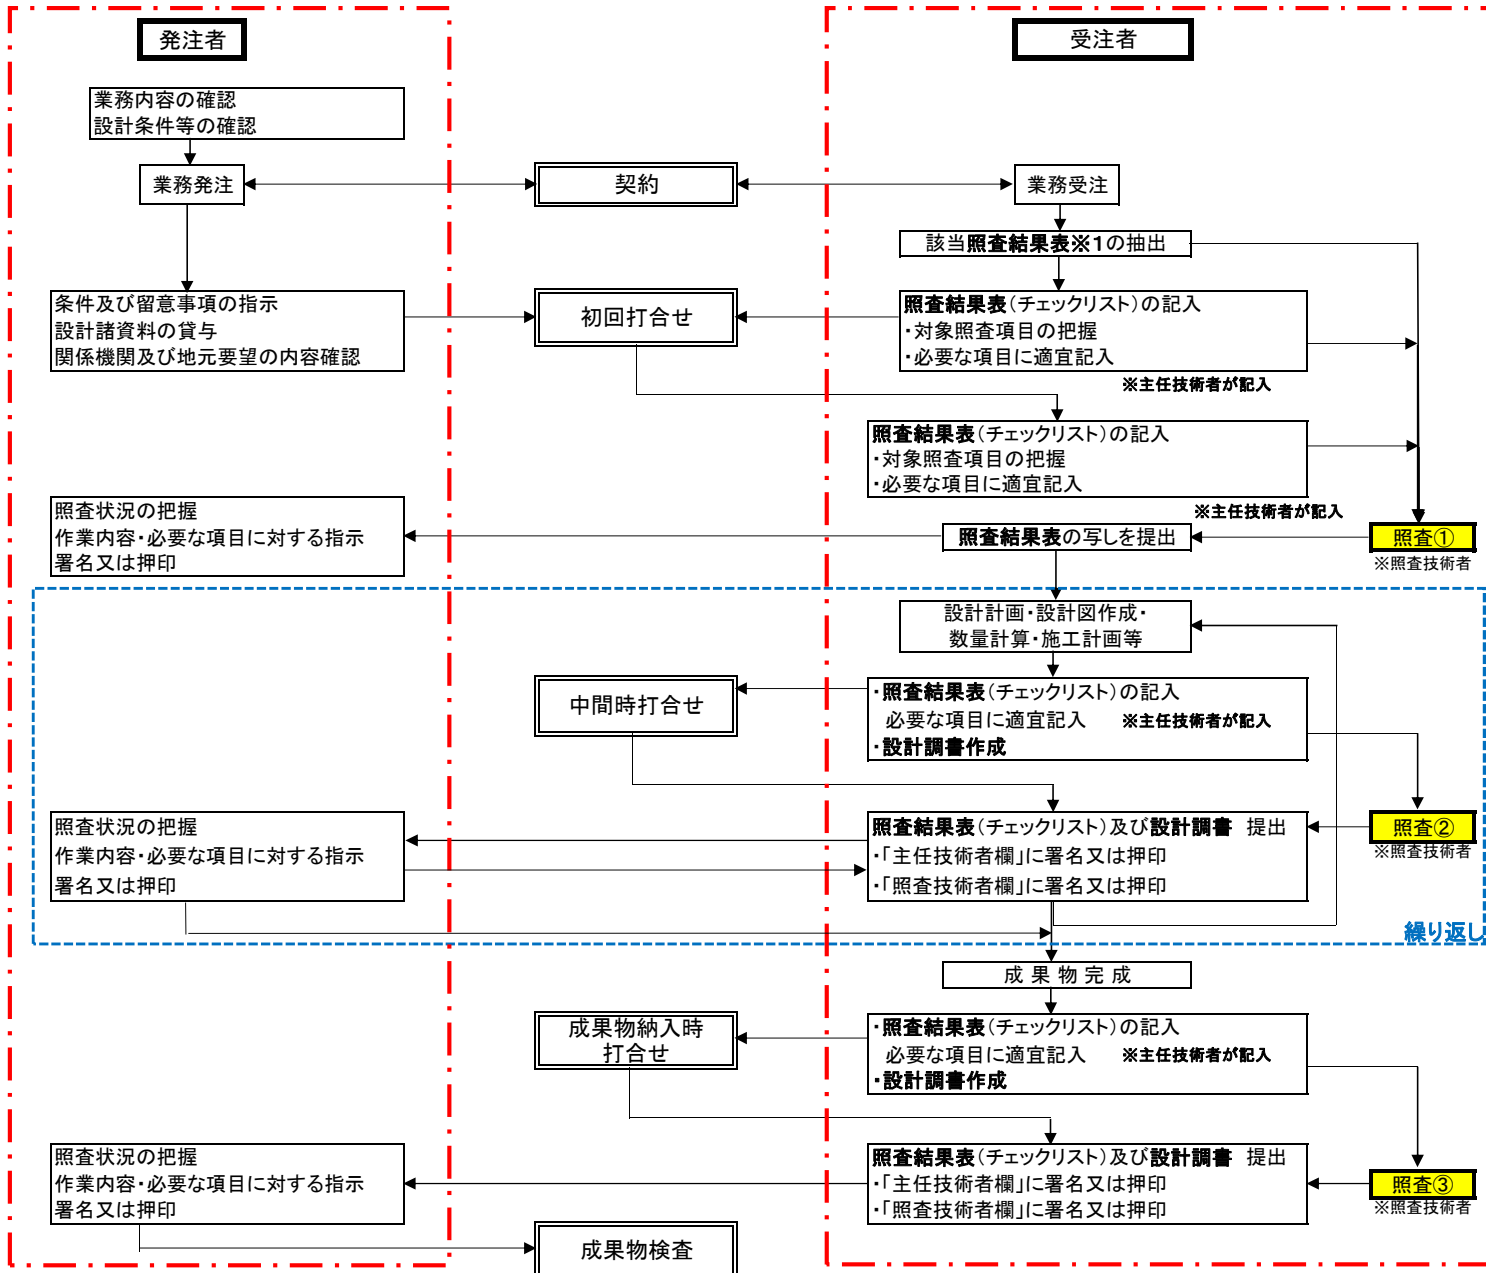 発注者
受注者
業務内容の確認
設計条件等の確認
業務発注
契約
業務受注
該当照査結果表※1の抽出
条件及び留意事項の指示
設計諸資料の貸与
関係機関及び地元要望の内容確認
初回打合せ
照査結果表(チェックリスト)の記入
・対象照査項目の把握
・必要な項目に適宜記入
※主任技術者が記入
照査結果表(チェックリスト)の記入
・対象照査項目の把握
・必要な項目に適宜記入
※主任技術者が記入
照査状況の把握
作業内容・必要な項目に対する指示
署名又は押印
照査結果表の写しを提出
照査①
※照査技術者
設計計画・設計図作成・
数量計算・施工計画等
中間時打合せ
・照査結果表(チェックリスト)の記入
必要な項目に適宜記入 ※主任技術者が記入
・設計調書作成
照査状況の把握
作業内容・必要な項目に対する指示
署名又は押印
照査結果表(チェックリスト)及び設計調書 提出
・「主任技術者欄」に署名又は押印
・「照査技術者欄」に署名又は押印
照査②
※照査技術者
繰り返し
成果物完成
成果物納入時
打合せ
・照査結果表(チェックリスト)の記入
必要な項目に適宜記入 ※主任技術者が記入
・設計調書作成
照査状況の把握
作業内容・必要な項目に対する指示
署名又は押印
照査結果表(チェックリスト)及び設計調書 提出
・「主任技術者欄」に署名又は押印
・「照査技術者欄」に署名又は押印
照査③
※照査技術者
成果物検査